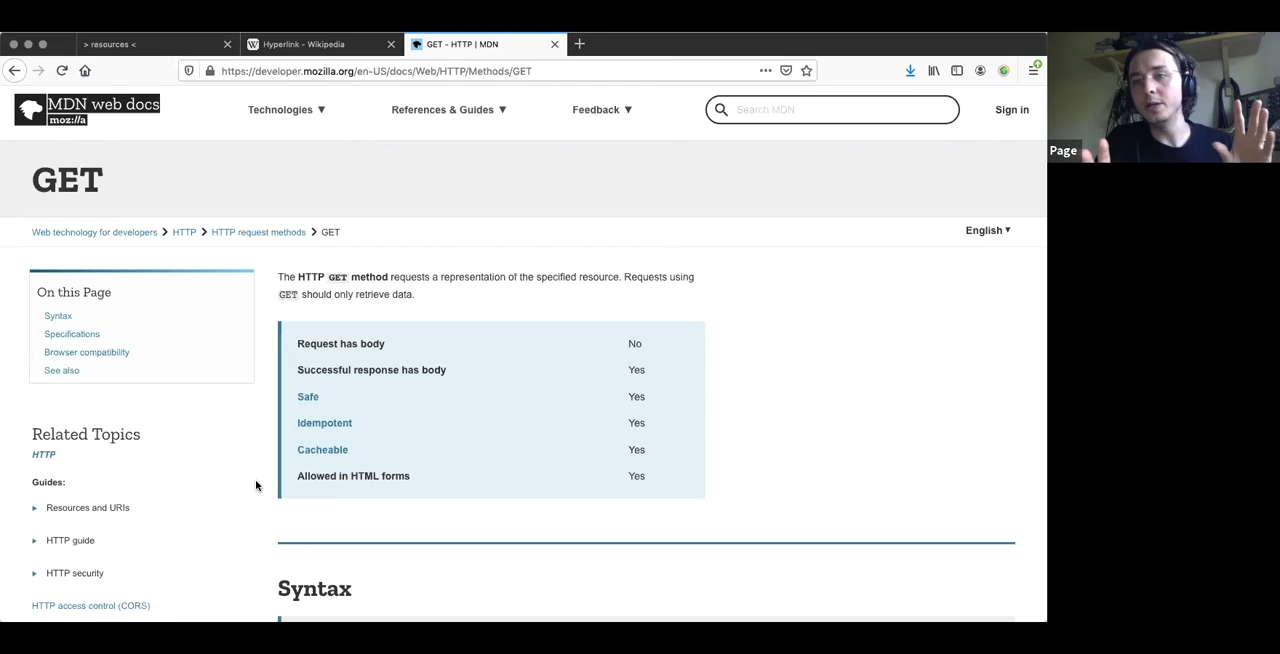 > resources <
Hyperlink - Wikipedia
GET - HTTP | MDN
https://developer.mozilla.org/en-US/docs/Web/HTTP/Methods/GET
MDN web docs
moz://a
Technologies ▼
References & Guides ▼
Feedback ▼
Search MDN
Sign in
Page
GET
Web technology for developers > HTTP > HTTP request methods > GET
English ▼
On this Page
Syntax
Specifications
Browser compatibility
See also
Related Topics
HTTP
Guides:
Resources and URIs
HTTP guide
HTTP security
HTTP access control (CORS)
The HTTP GET method requests a representation of the specified resource. Requests using
GET should only retrieve data.
Request has body No
Successful response has body Yes
Safe Yes
Idempotent Yes
Cacheable Yes
Allowed in HTML forms Yes
Syntax